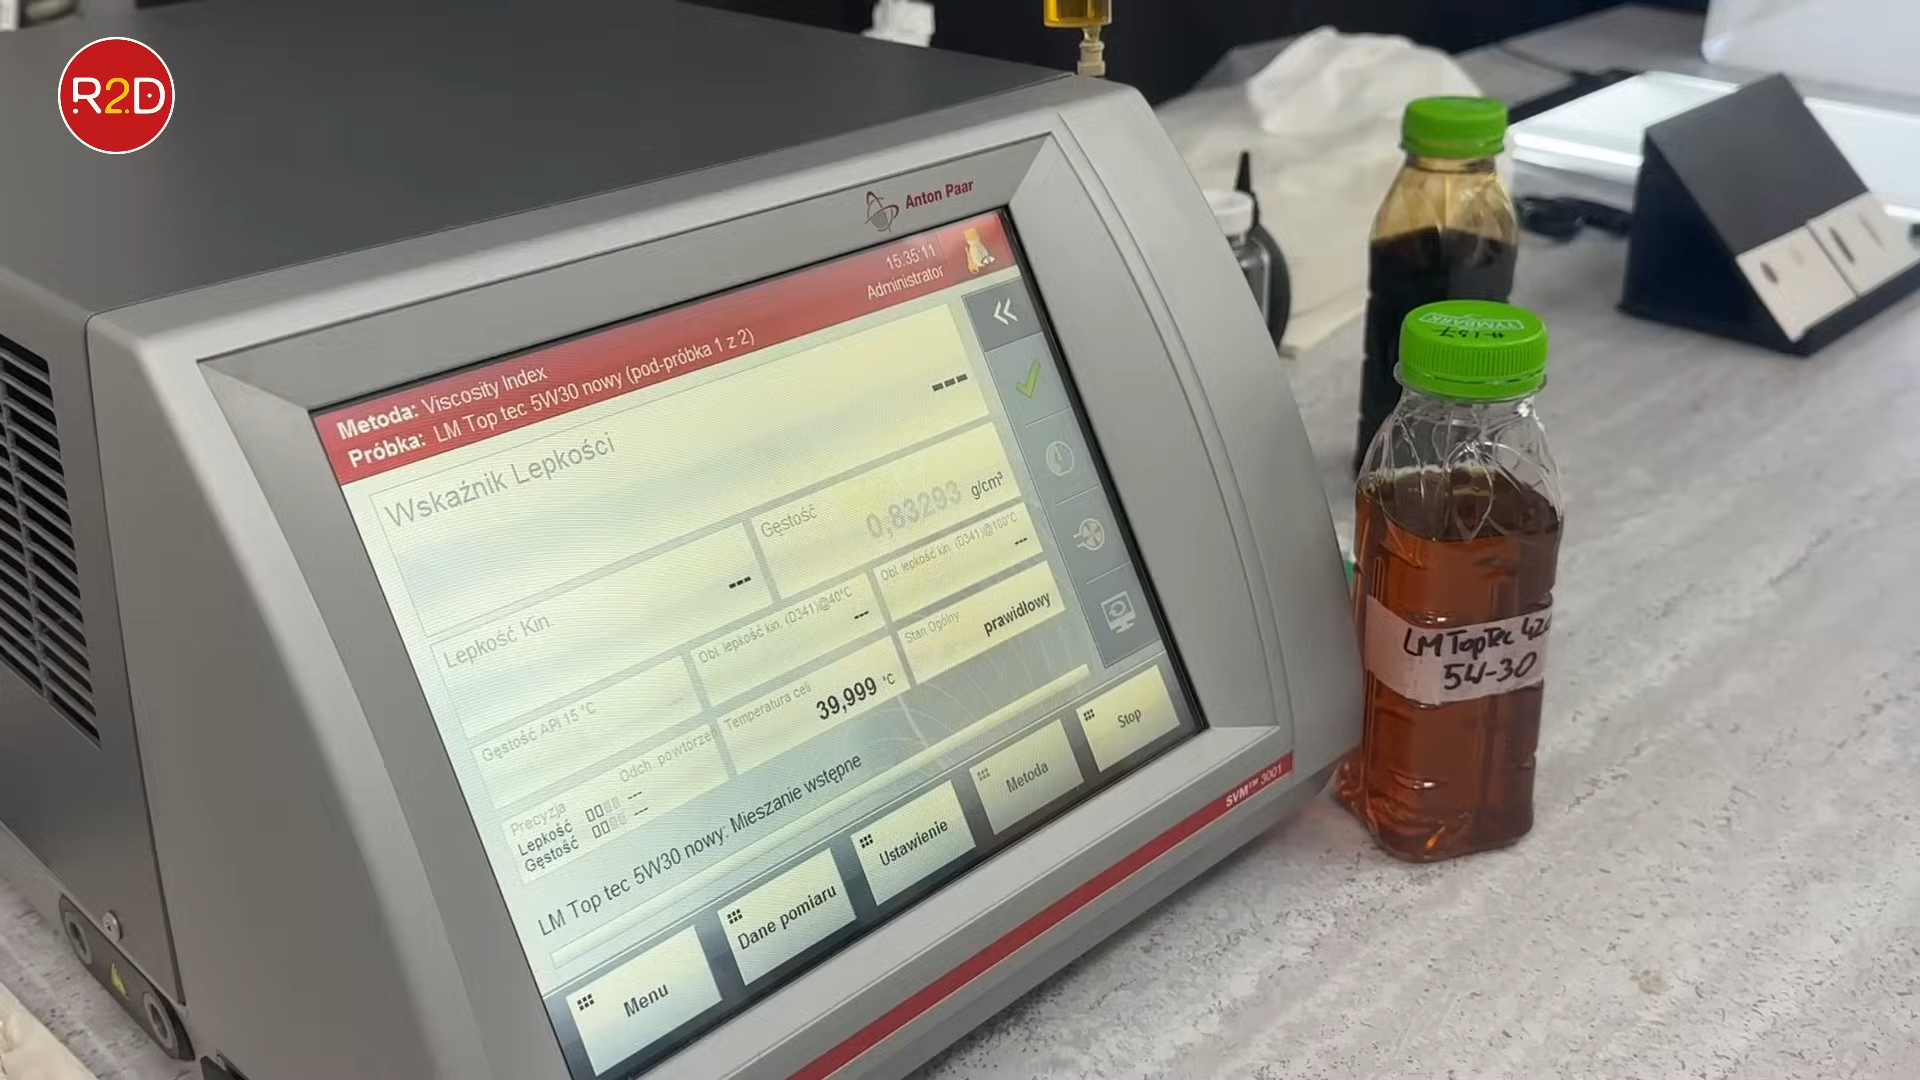 R2D
Anton Paar
15:35:11
Administrator
Metoda: Viscosity Index
Próbka: LM Top tec 5W30 nowy (pod-próbka 1 z 2)
Wskaźnik Lepkości
---
Lepkość Kin.
---
Gęstość
0,83293 g/cm³
Gęstość API 15 °C
Obl. lepkość kin. (D341)@40°C
---
Obl. lepkość kin. (D341)@100°C
---
Precyzja
Odch. powtórzeń
Lepkość ---
Gęstość ---
Temperatura celi
39,999 °C
Stan Ogólny
prawidłowy
LM Top tec 5W30 nowy: Mieszanie wstępne
Menu
Dane pomiaru
Ustawienie
Metoda
Stop
SVM™ 3001
TYMBARK
LM TopTec
5W-30